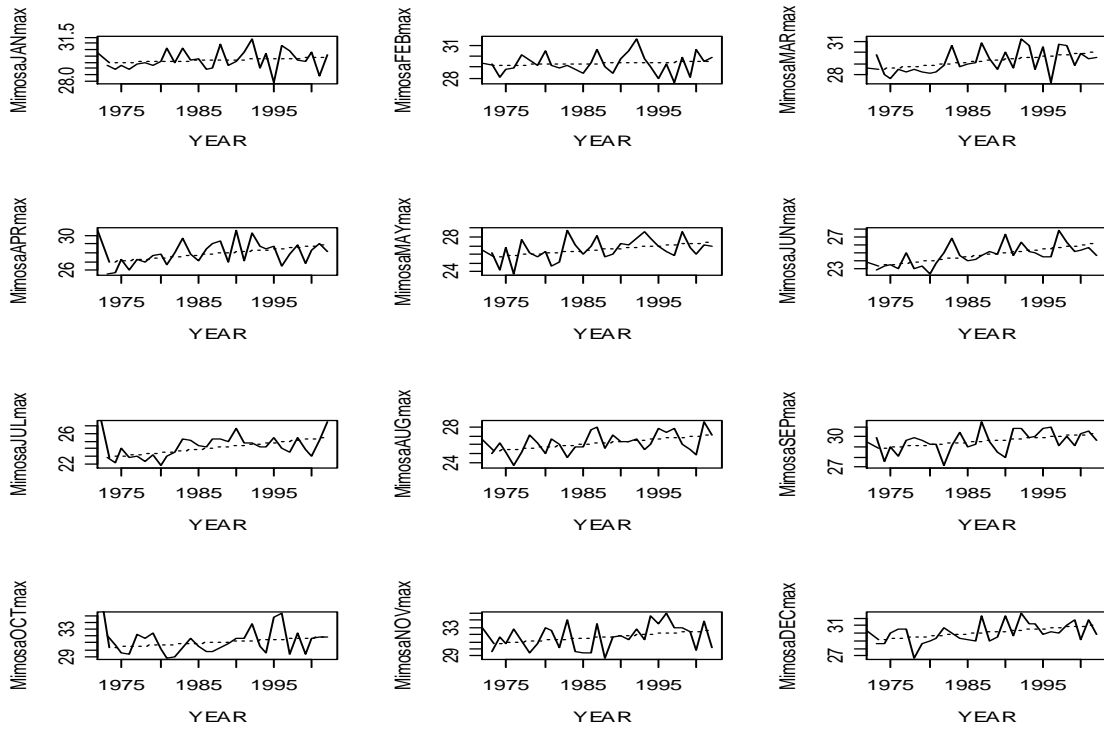 MimosaJANmax
28.0 31.5
1975 1985 1995
YEAR
MimosaFEBmax
28 31
1975 1985 1995
YEAR
MimosaMARmax
28 31
1975 1985 1995
YEAR
MimosaAPRmax
26 30
1975 1985 1995
YEAR
MimosaMAYmax
24 28
1975 1985 1995
YEAR
MimosaJUNmax
23 27
1975 1985 1995
YEAR
MimosaJULmax
22 26
1975 1985 1995
YEAR
MimosaAUGmax
24 28
1975 1985 1995
YEAR
MimosaSEPmax
27 30
1975 1985 1995
YEAR
MimosaOCTmax
29 33
1975 1985 1995
YEAR
MimosaNOVmax
29 33
1975 1985 1995
YEAR
MimosaDECmax
27 31
1975 1985 1995
YEAR